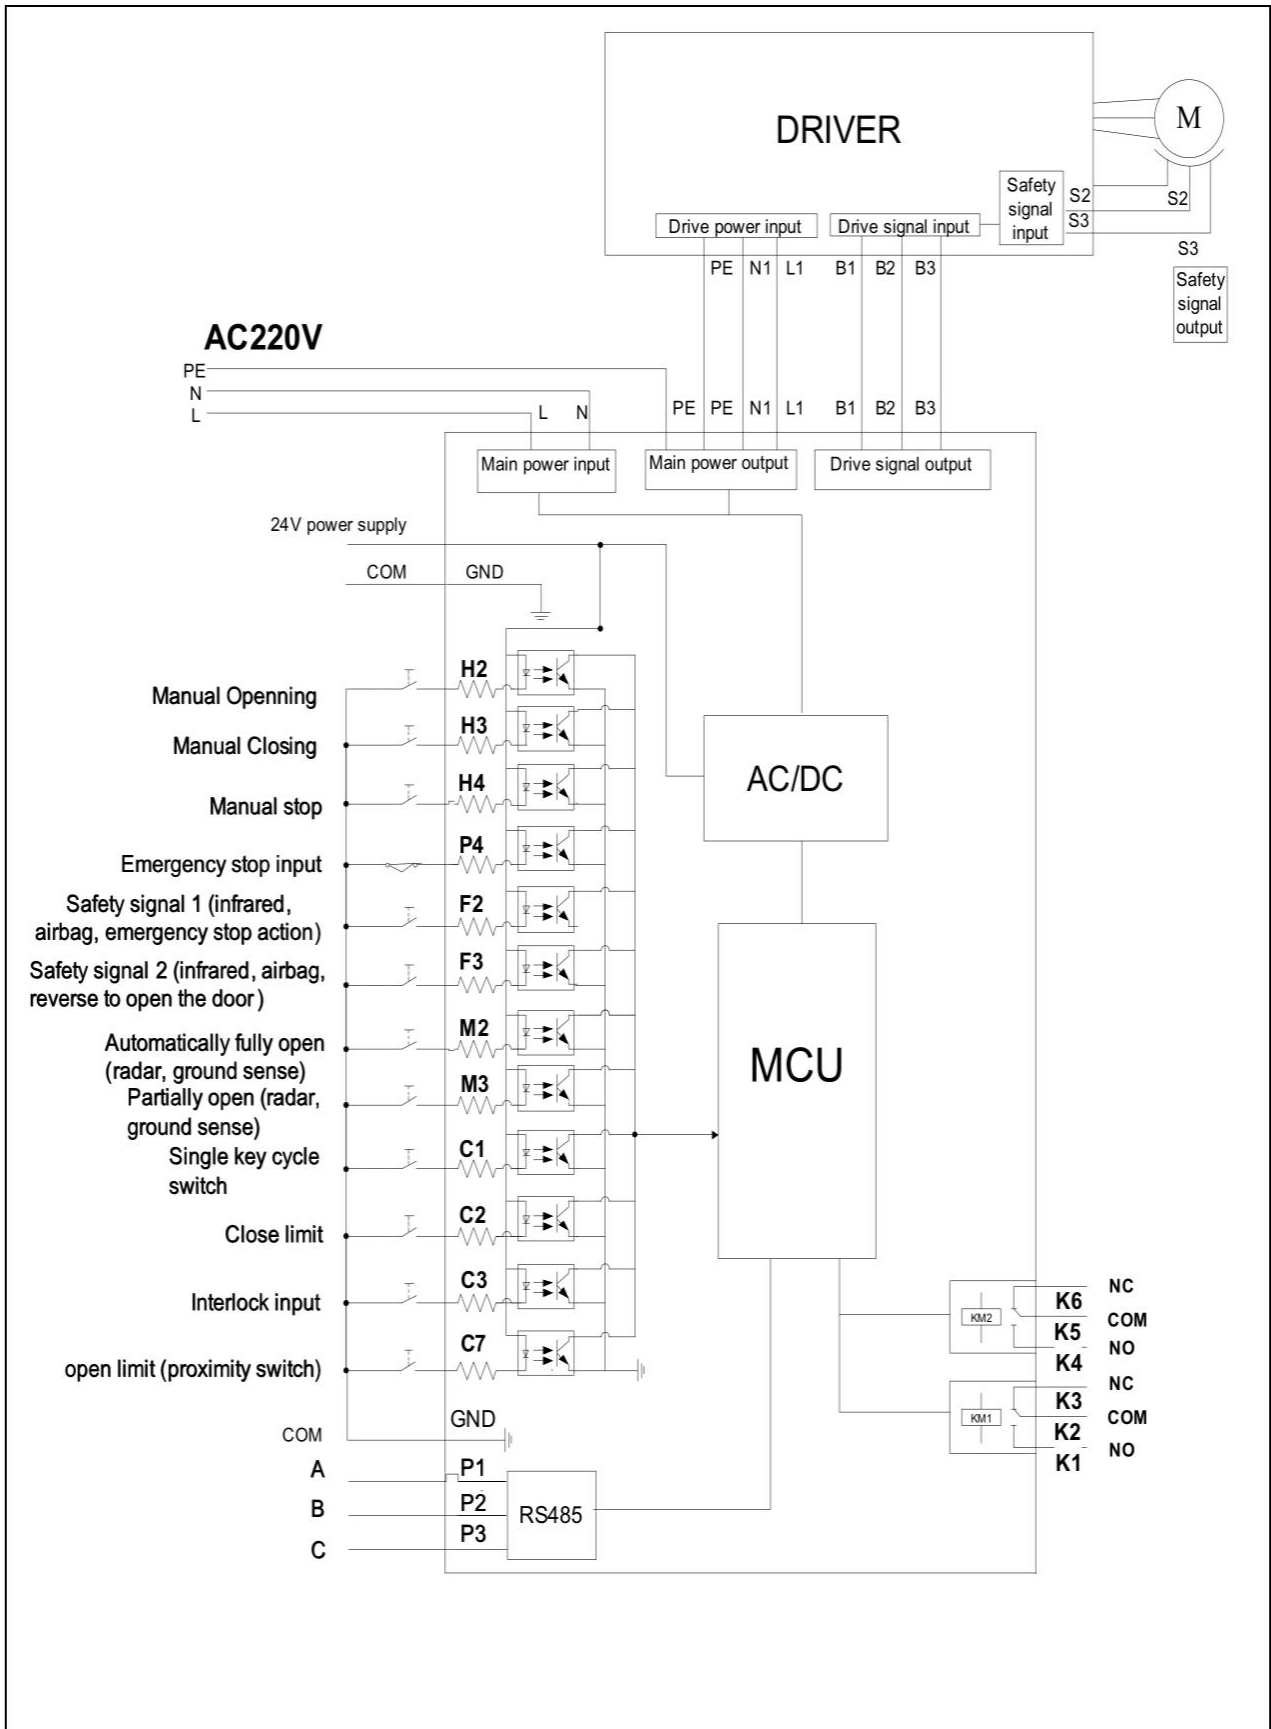 DRIVER
M
Safety
signal
input
S2
S3
S2
S3
Safety
signal
output
Drive power input
Drive signal input
PE N1 L1 B1 B2 B3
AC220V
PE
N
L
L N
PE PE N1 L1 B1 B2 B3
Main power input
Main power output
Drive signal output
24V power supply
COM GND
H2
Manual Openning
H3
Manual Closing
H4
Manual stop
P4
Emergency stop input
F2
Safety signal 1 (infrared,
airbag, emergency stop action)
F3
Safety signal 2 (infrared, airbag,
reverse to open the door)
M2
Automatically fully open
(radar, ground sense)
M3
Partially open (radar,
ground sense)
C1
Single key cycle
switch
C2
Close limit
C3
Interlock input
C7
open limit (proximity switch)
AC/DC
MCU
KM2
K6 NC
K5 COM
K4 NO
KM1
K3 NC
K2 COM
K1 NO
COM GND
A P1
B P2
C P3
RS485